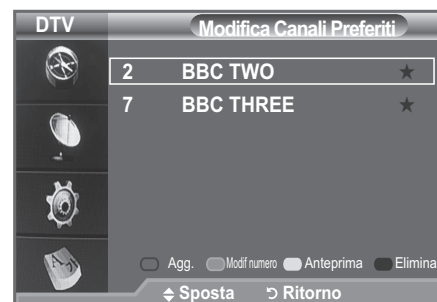 DTV Modifica Canali Preferiti
2 BBC TWO ★
7 BBC THREE ★
Agg. Modif numero Anteprima Elimina
Sposta Ritorno